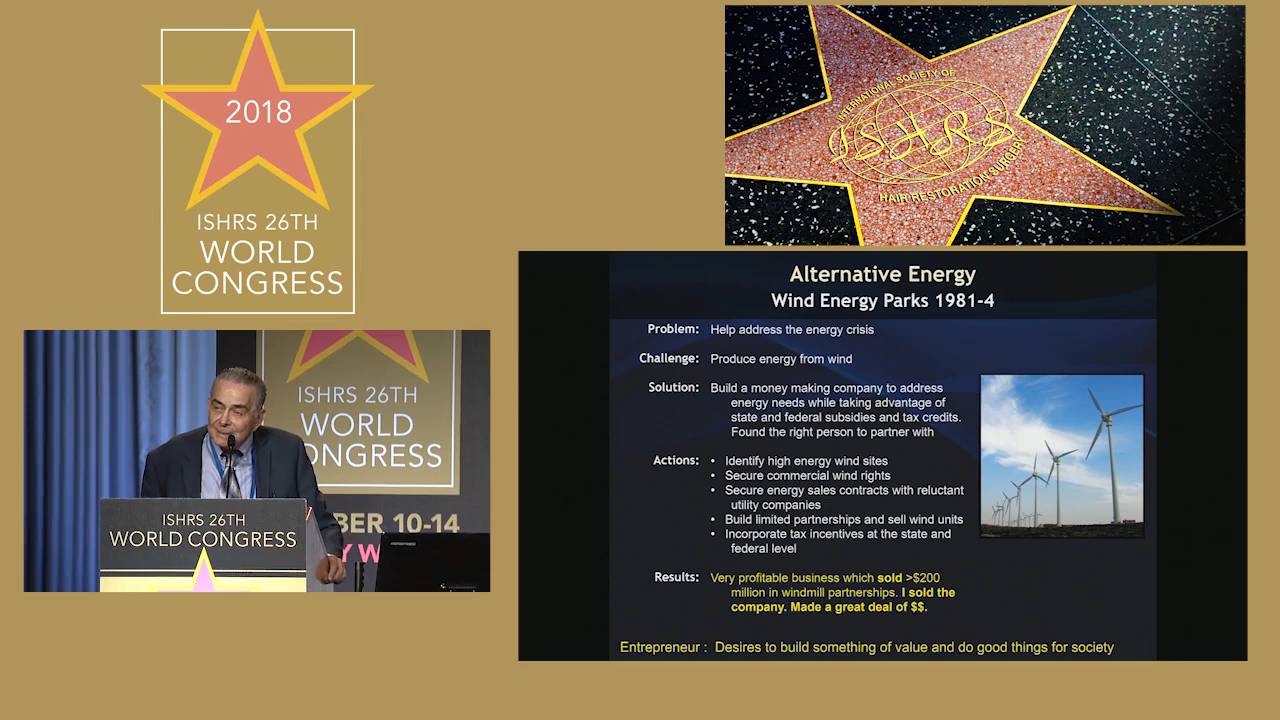 2018
ISHRS 26TH
WORLD
CONGRESS
INTERNATIONAL SOCIETY OF
ISHRS
HAIR RESTORATION SURGERY
Alternative Energy
Wind Energy Parks 1981-4
Problem: Help address the energy crisis
Challenge: Produce energy from wind
Solution: Build a money making company to address
energy needs while taking advantage of
state and federal subsidies and tax credits.
Found the right person to partner with
Actions: • Identify high energy wind sites
• Secure commercial wind rights
• Secure energy sales contracts with reluctant
utility companies
• Build limited partnerships and sell wind units
• Incorporate tax incentives at the state and
federal level
Results: Very profitable business which sold >$200
million in windmill partnerships. I sold the
company. Made a great deal of $$.
Entrepreneur : Desires to build something of value and do good things for society
ISHRS 26TH
WORLD
ONGRESS
BER 10-14
Y W
ISHRS 26TH
WORLD CONGRESS